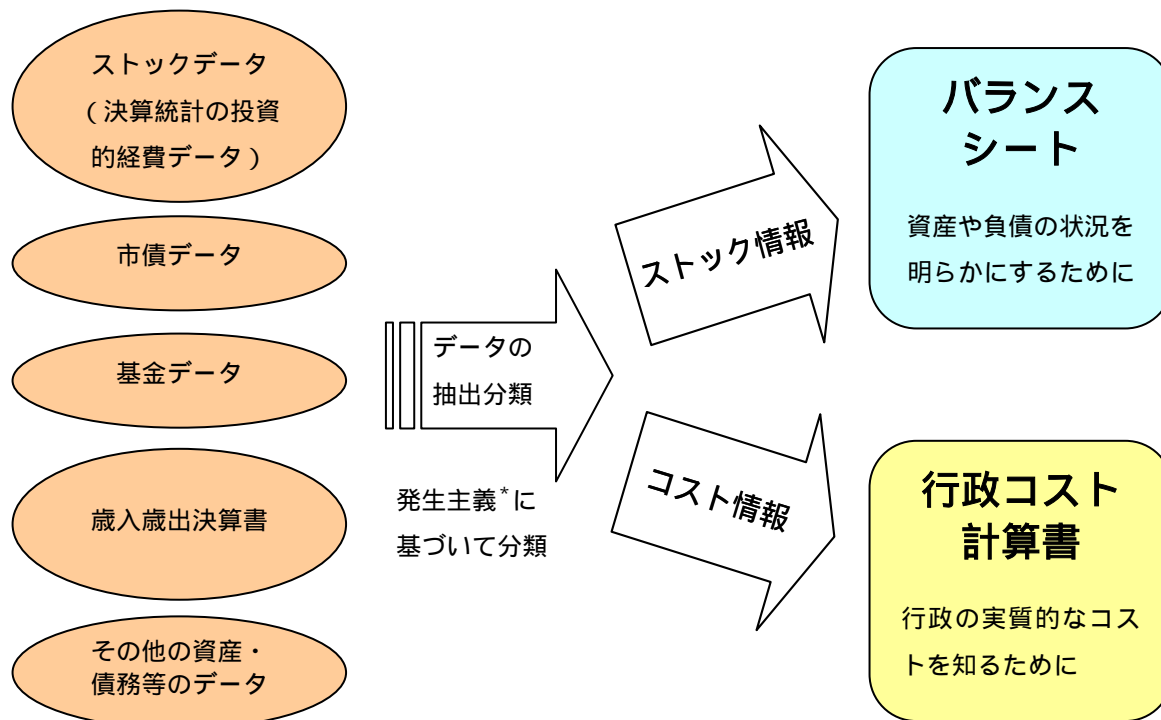 ストックデータ
（決算統計の投資
的経費データ）
市債データ
基金データ
歳入歳出決算書
その他の資産・
債務等のデータ
データの
抽出分類
発生主義*に
基づいて分類
ストック情報
コスト情報
バランス
シート
資産や負債の状況を
明らかにするために
行政コスト
計算書
行政の実質的なコス
トを知るために